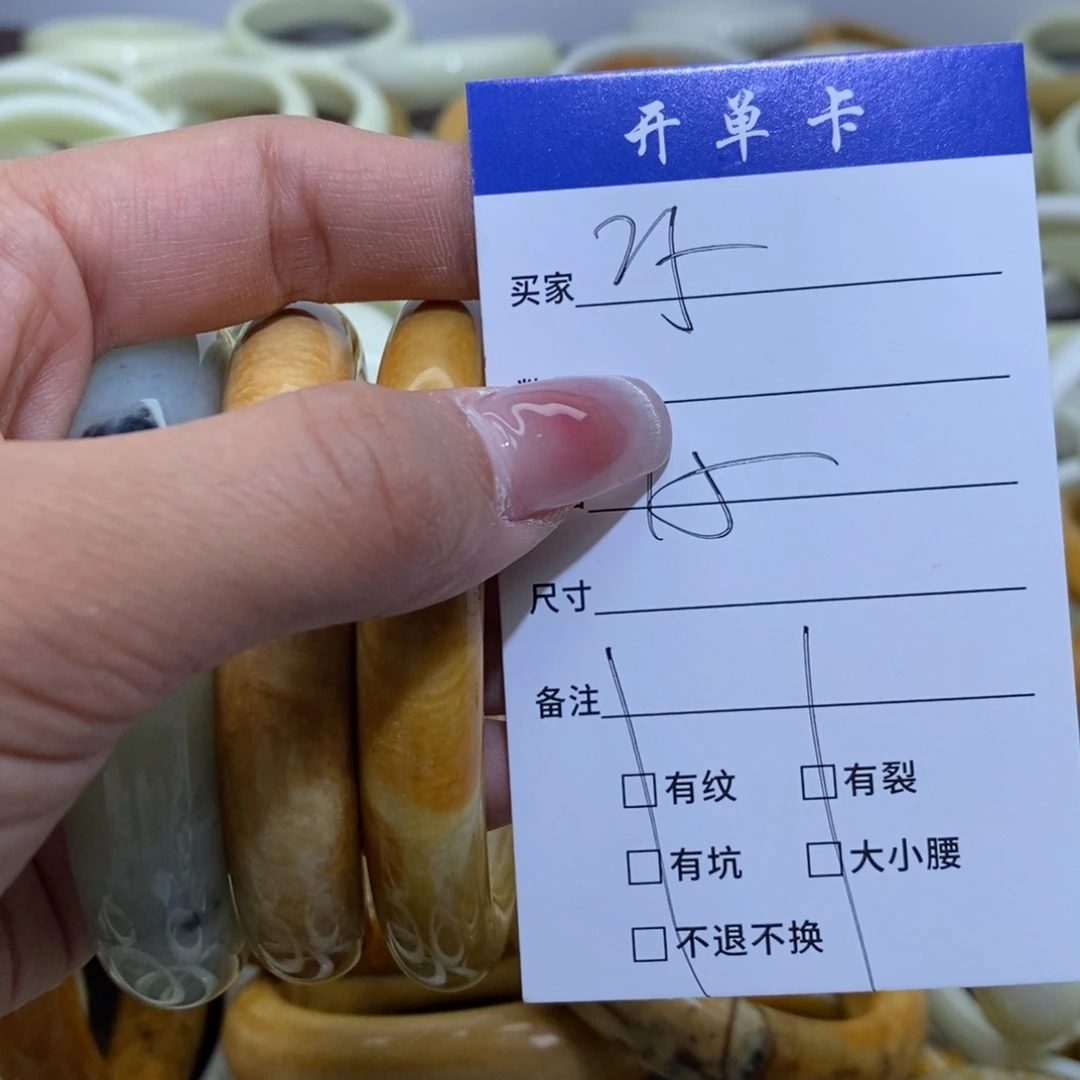 开单卡
买家
尺寸
备注
有纹 有裂
有坑 大小腰
不退不换